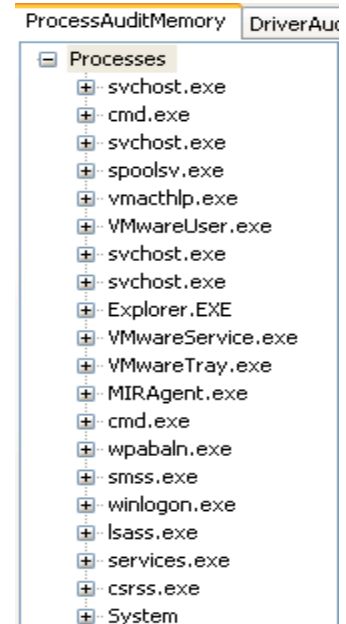 ProcessAuditMemory DriverAuc
Processes
svchost.exe
cmd.exe
svchost.exe
spoolsv.exe
vmacthlp.exe
VMwareUser.exe
svchost.exe
svchost.exe
Explorer.EXE
VMwareService.exe
VMwareTray.exe
MIRAgent.exe
cmd.exe
wpabaln.exe
smss.exe
winlogon.exe
lsass.exe
services.exe
csrss.exe
System